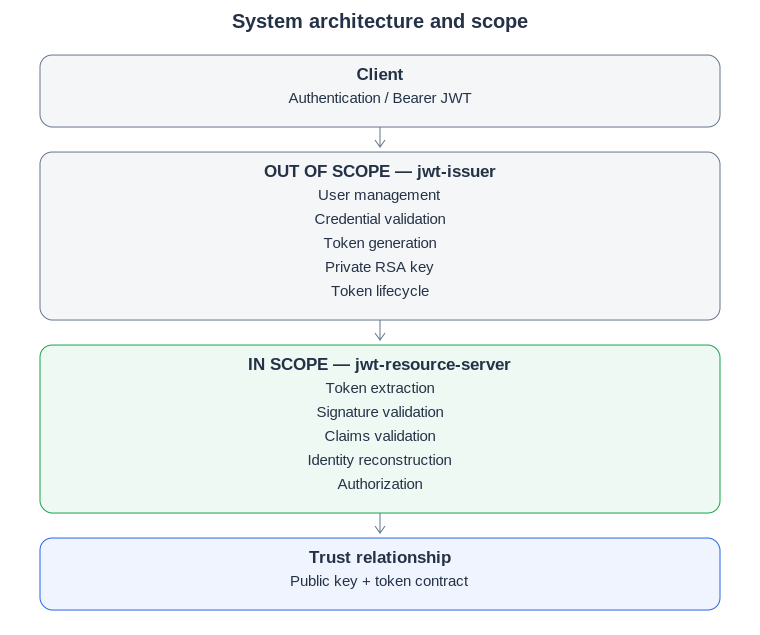 System architecture and scope
Client
Authentication / Bearer JWT
OUT OF SCOPE — jwt-issuer
User management
Credential validation
Token generation
Private RSA key
Token lifecycle
IN SCOPE — jwt-resource-server
Token extraction
Signature validation
Claims validation
Identity reconstruction
Authorization
Trust relationship
Public key + token contract